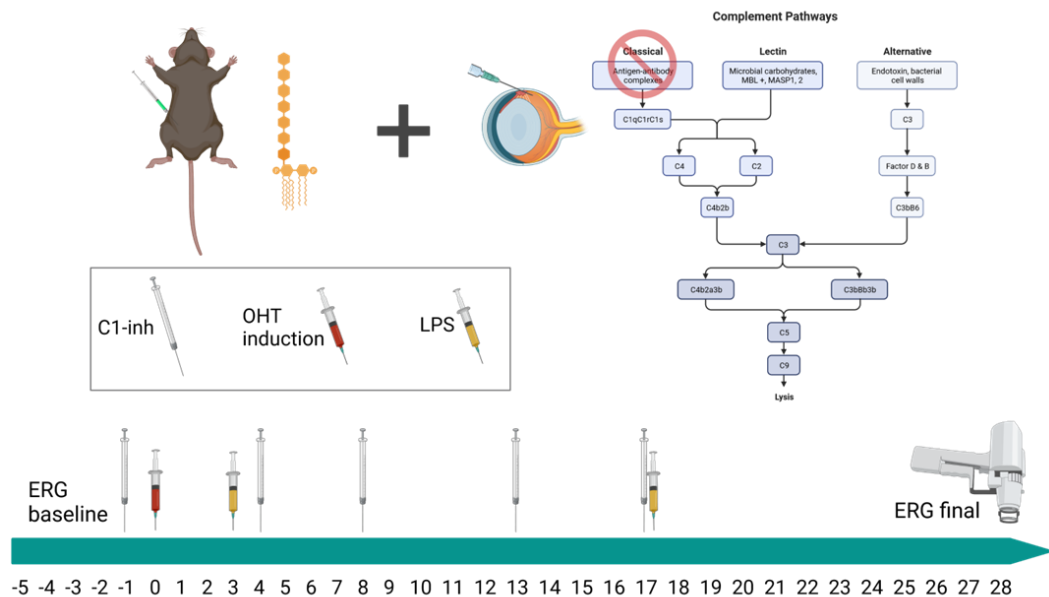 Complement Pathways
Classical
Lectin
Alternative
Antigen-antibody
complexes
Microbial carbohydrates,
MBL +, MASP1, 2
Endotoxin, bacterial
cell walls
C1qC1rC1s
C3
C4
C2
Factor D & B
C4b2b
C3bB6
C3
C4b2a3b
C3bBb3b
C5
C9
Lysis
C1-inh
OHT
induction
LPS
ERG
baseline
ERG final
-5 -4 -3 -2 -1 0 1 2 3 4 5 6 7 8 9 10 11 12 13 14 15 16 17 18 19 20 21 22 23 24 25 26 27 28